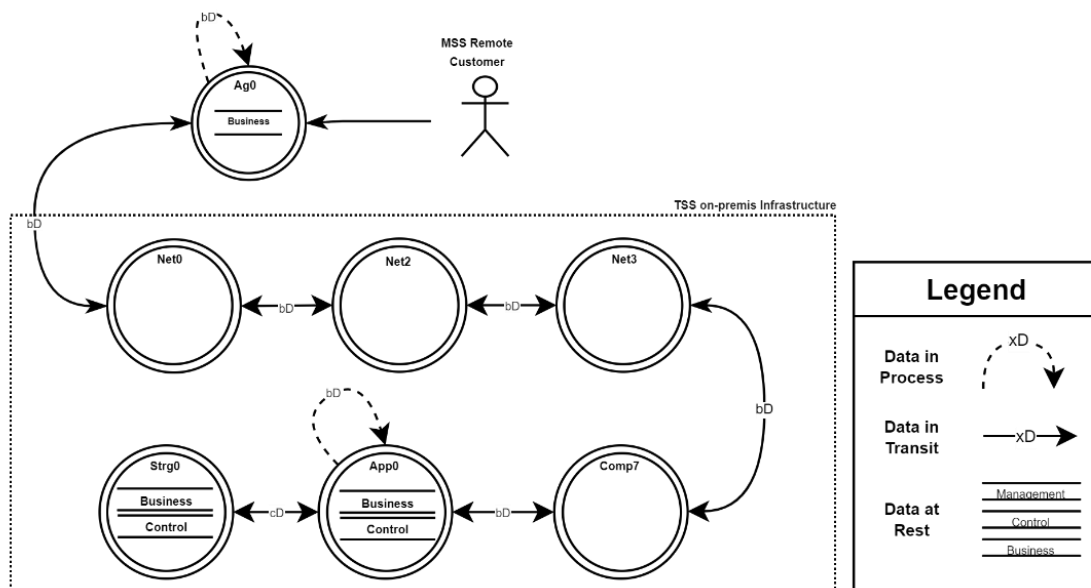 bD
MSS Remote
Customer
Ag0
Business
TSS on-premis Infrastructure
bD
Net0
Net2
Net3
bD
bD
bD
bD
Strg0
App0
Comp7
Business
Control
Business
Control
cD
bD
Legend
Data in
Process
xD
Data in
Transit
xD
Data at
Rest
Management
Control
Business